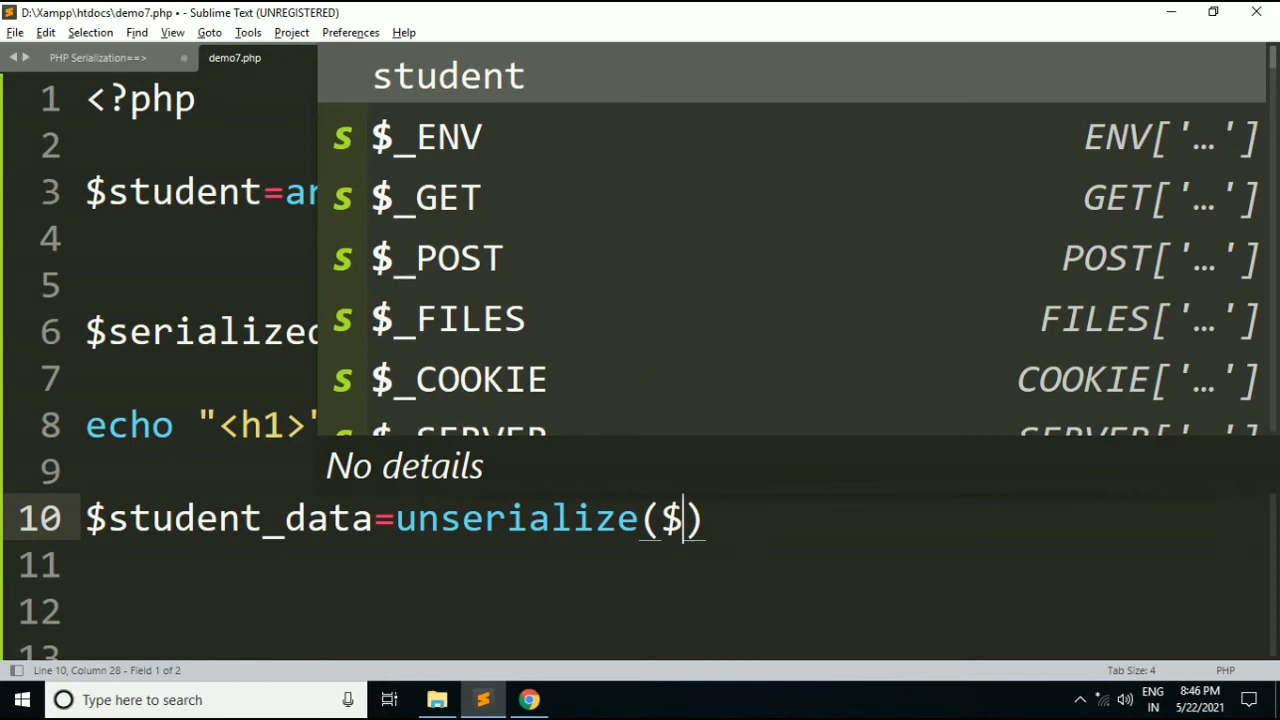 D:\Xampp\htdocs\demo7.php • - Sublime Text (UNREGISTERED)
File Edit Selection Find View Goto Tools Project Preferences Help
PHP Serialization==> demo7.php
student
1 <?php
s $_ENV ENV['…']
2
3 $student=ar
s $_GET GET['…']
4
s $_POST POST['…']
5
s $_FILES FILES['…']
6 $serialized
7
s $_COOKIE COOKIE['…']
8 echo "<h1>"
s $_SERVER SERVER['…']
9
No details
10 $student_data=unserialize($)
11
12
13
Line 10, Column 28 - Field 1 of 2 Tab Size: 4 PHP
Type here to search
ENG
IN
8:46 PM
5/22/2021